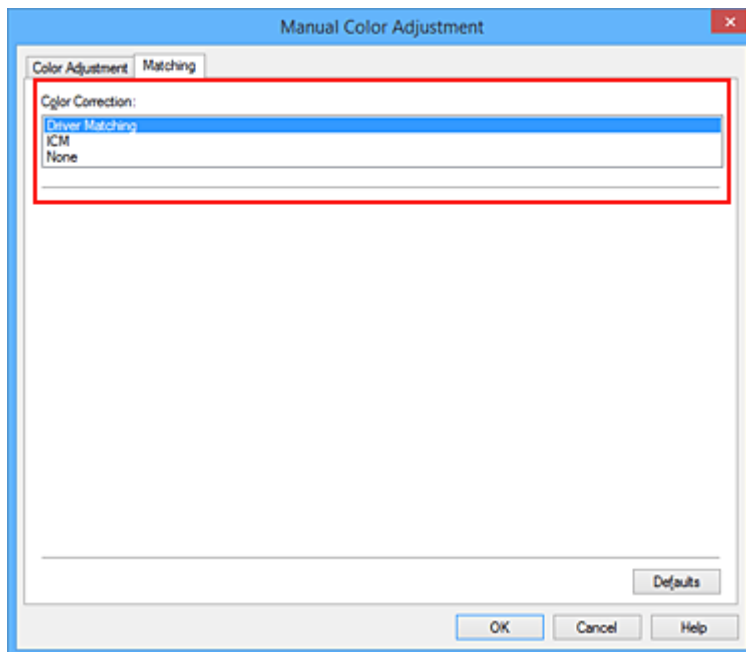 Manual Color Adjustment
Color Adjustment Matching
Color Correction:
Driver Matching
ICM
None
Defaults
OK Cancel Help